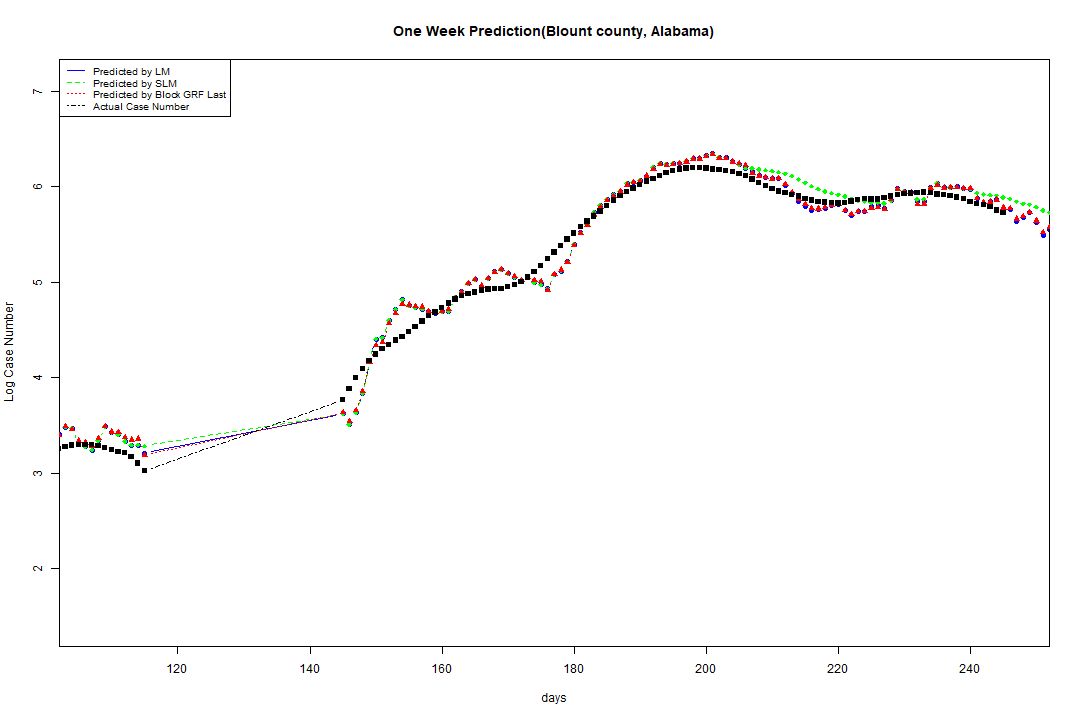 One Week Prediction(Blount county, Alabama)
Predicted by LM
Predicted by SLM
Predicted by Block GRF Last
Actual Case Number
Log Case Number
7
6
5
4
3
2
120 140 160 180 200 220 240
days